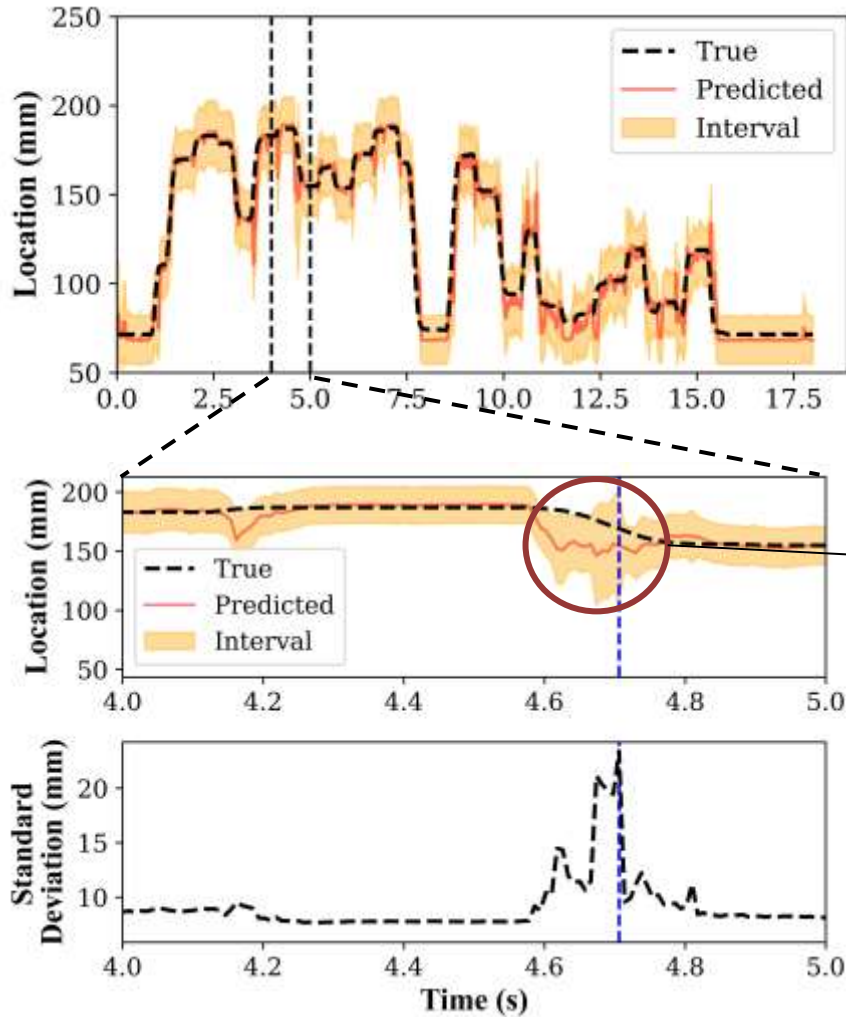 250
200
150
100
50
Location (mm)
True
Predicted
Interval
0.0 2.5 5.0 7.5 10.0 12.5 15.0 17.5
200
150
100
50
Location (mm)
True
Predicted
Interval
4.0 4.2 4.4 4.6 4.8 5.0
20
15
10
Standard
Deviation (mm)
4.0 4.2 4.4 4.6 4.8 5.0
Time (s)